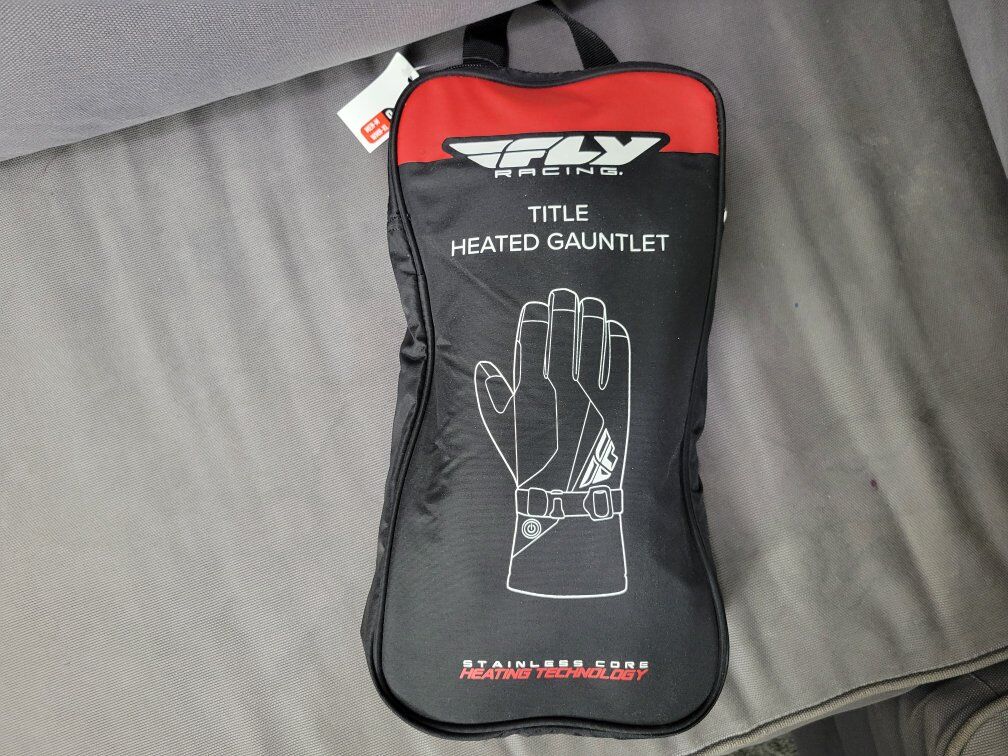 FLY
RACING.
TITLE
HEATED GAUNTLET
STAINLESS CORE
HEATING TECHNOLOGY